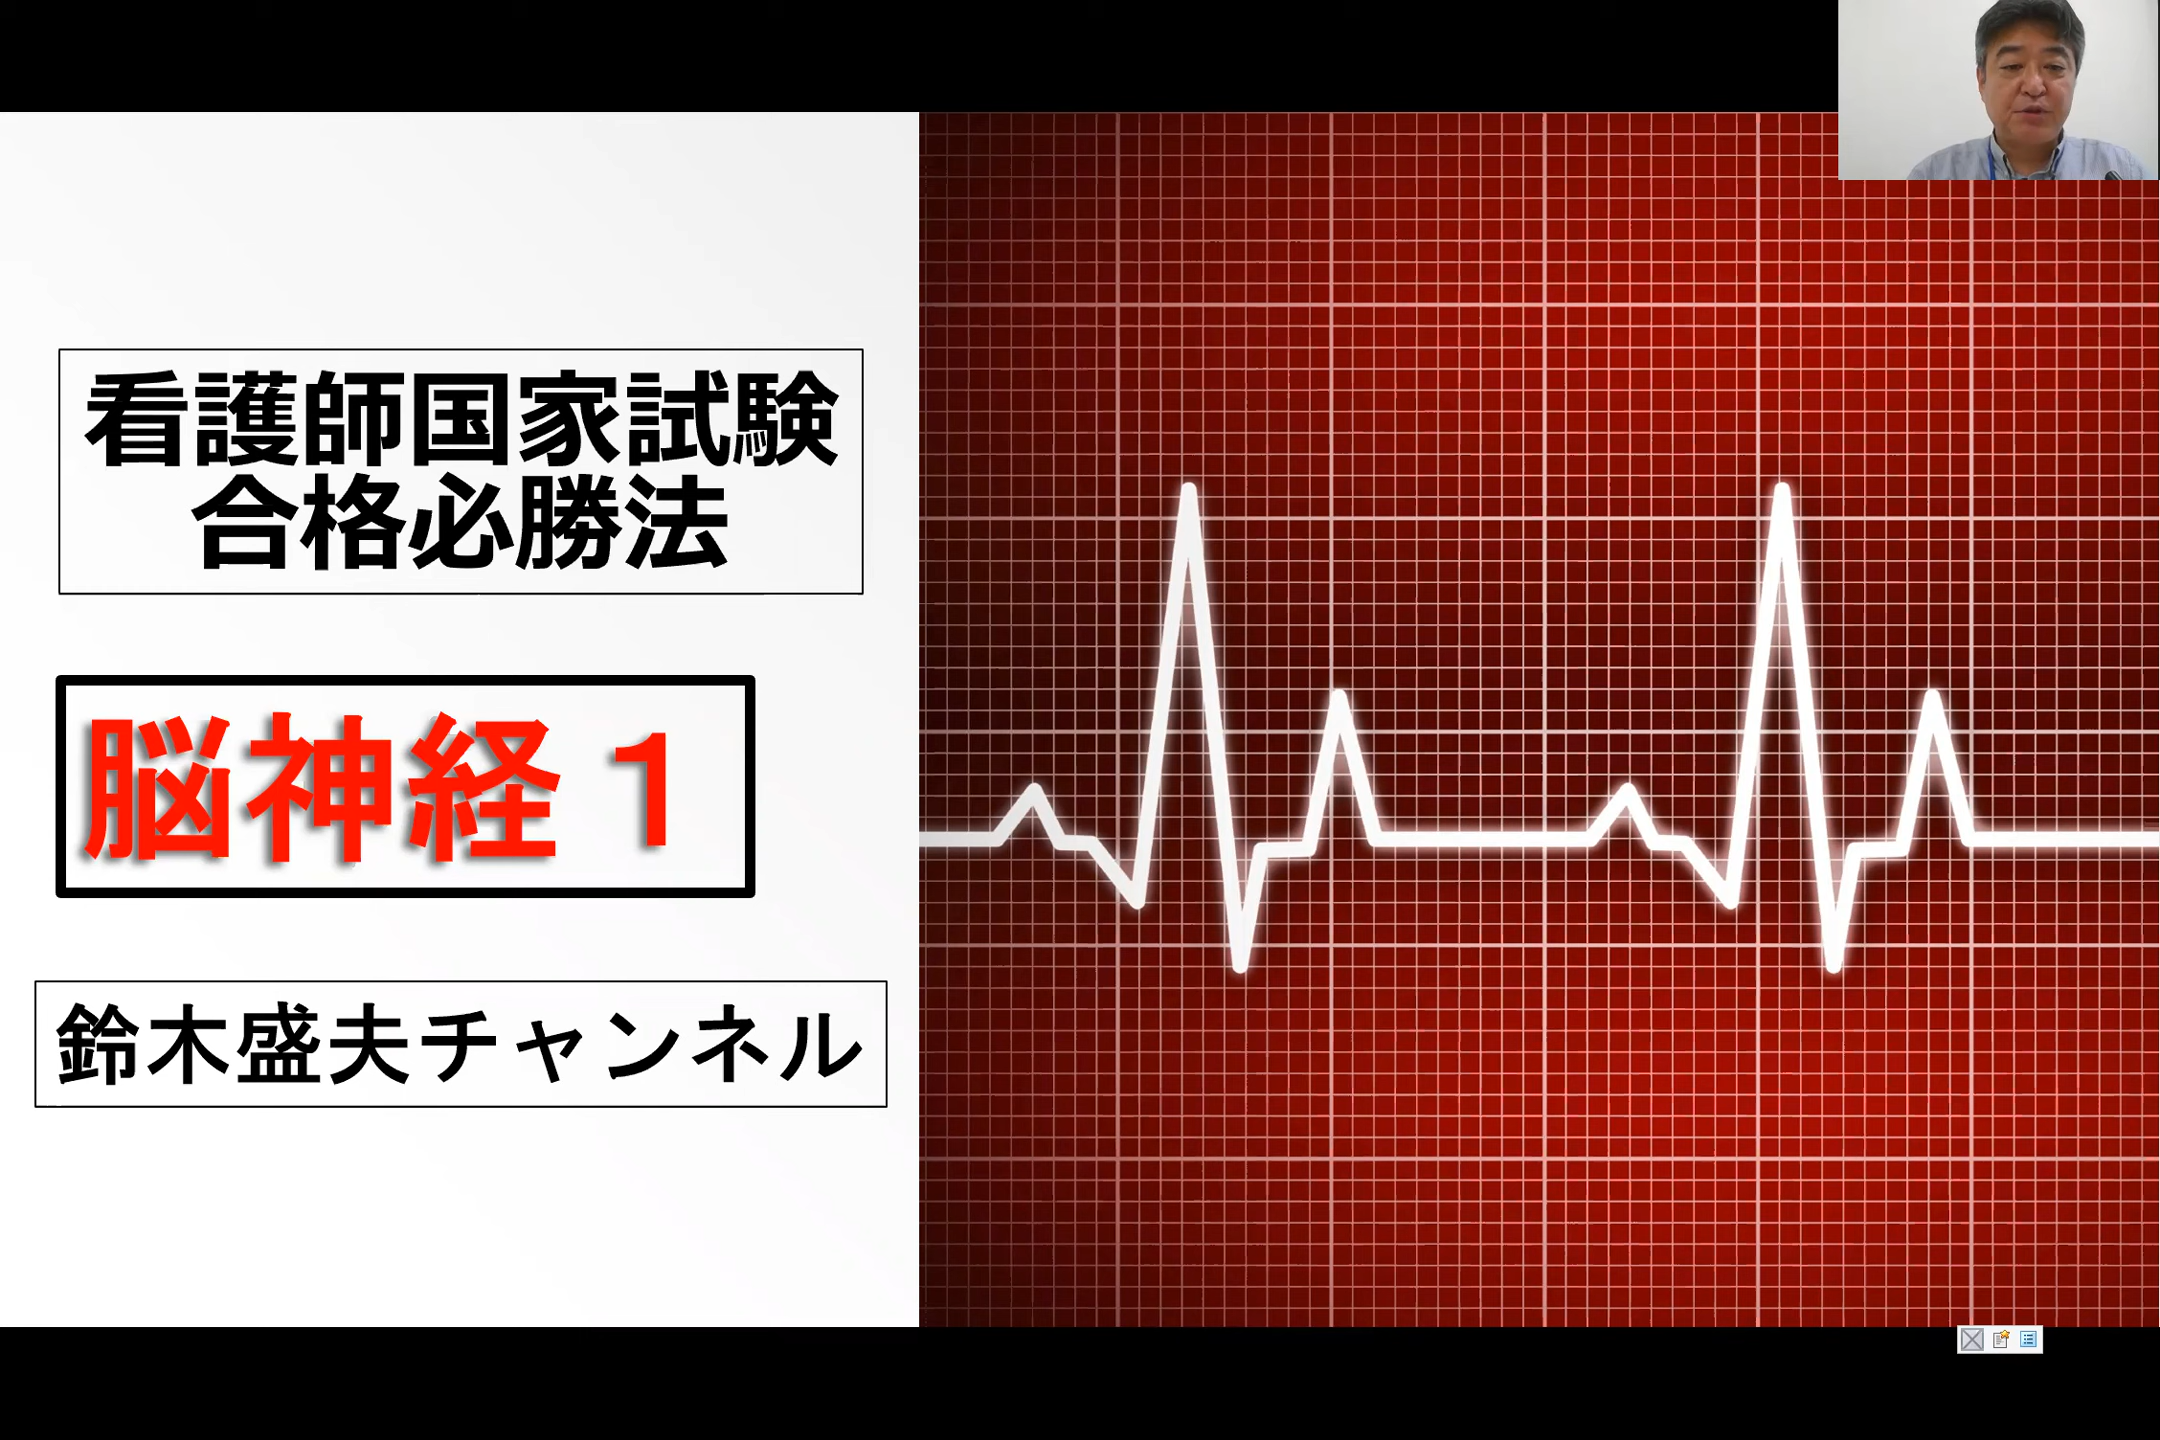 看護師国家試験
合格必勝法
脳神経１
鈴木盛夫チャンネル